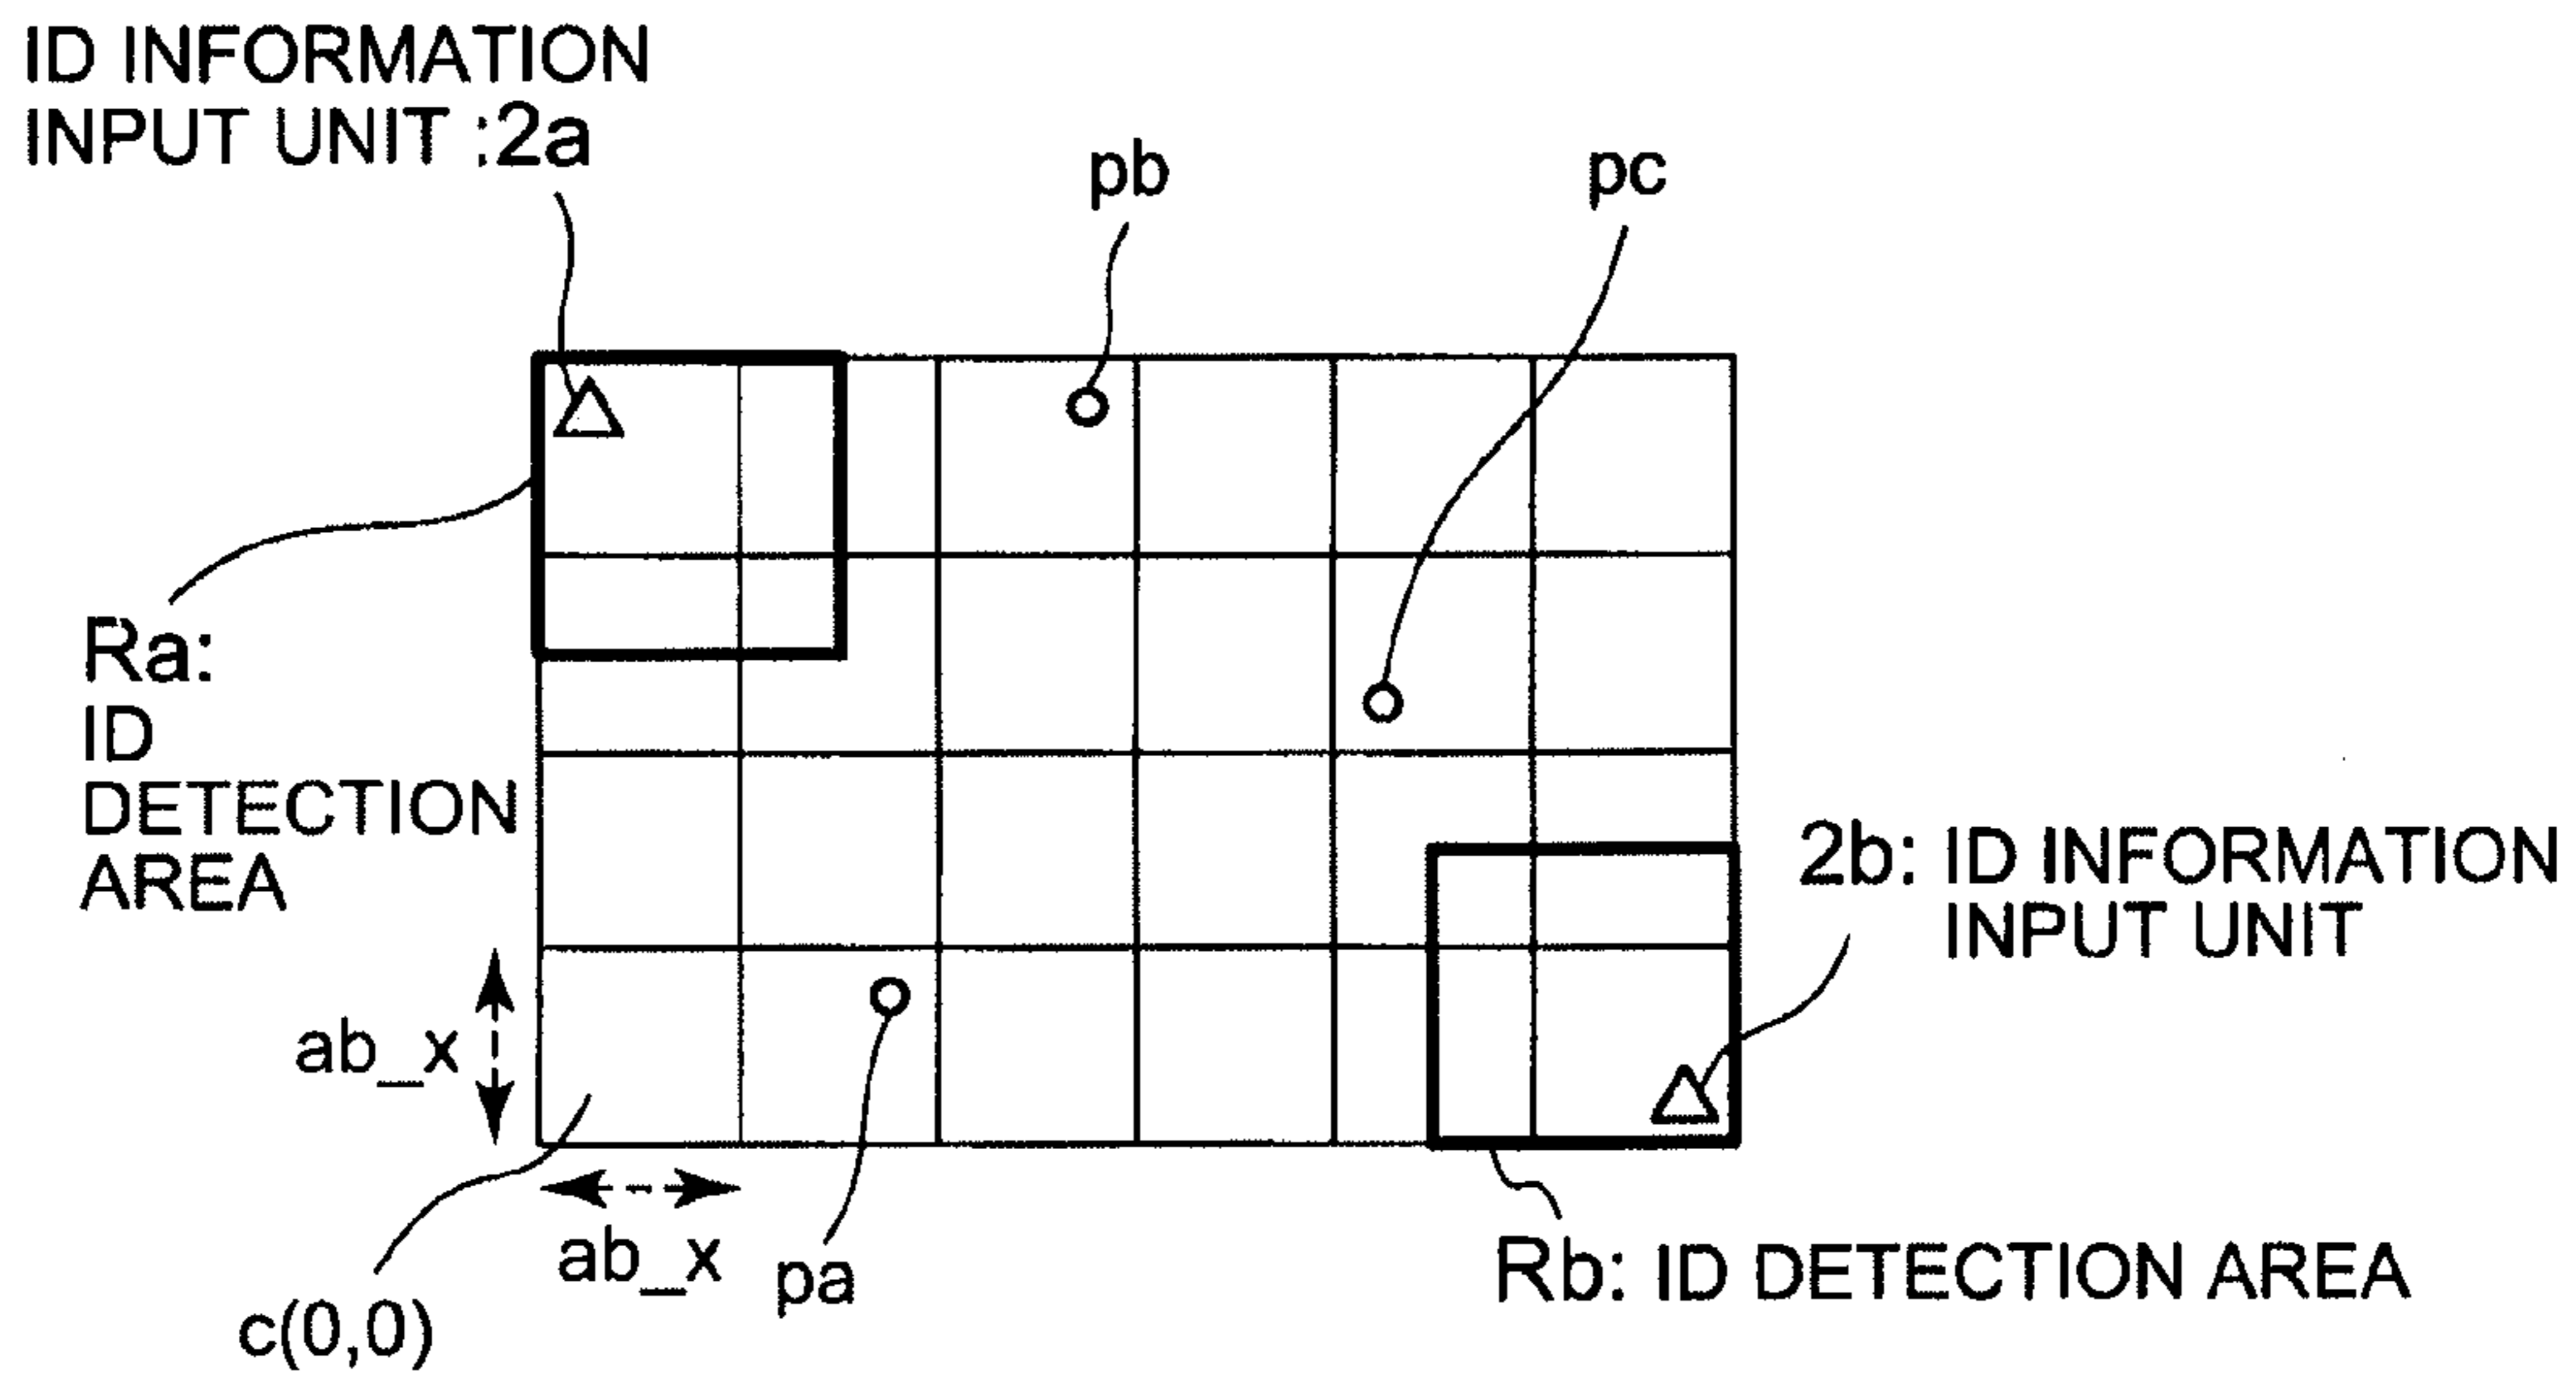 ID INFORMATION
INPUT UNIT :2a
pb
pc
Ra:
ID
DETECTION
AREA
2b: ID INFORMATION
INPUT UNIT
ab_x
ab_x
pa
c(0,0)
Rb: ID DETECTION AREA